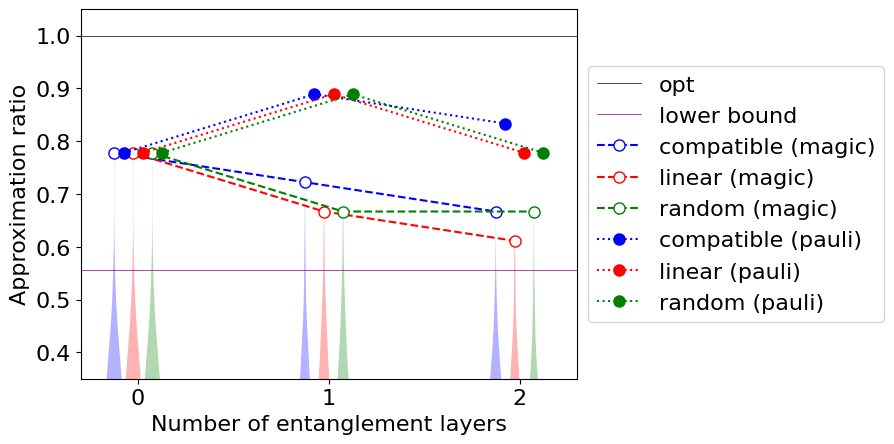 1.0
0.9
0.8
0.7
0.6
0.5
0.4
Approximation ratio
0
1
2
Number of entanglement layers
opt
lower bound
compatible (magic)
linear (magic)
random (magic)
compatible (pauli)
linear (pauli)
random (pauli)